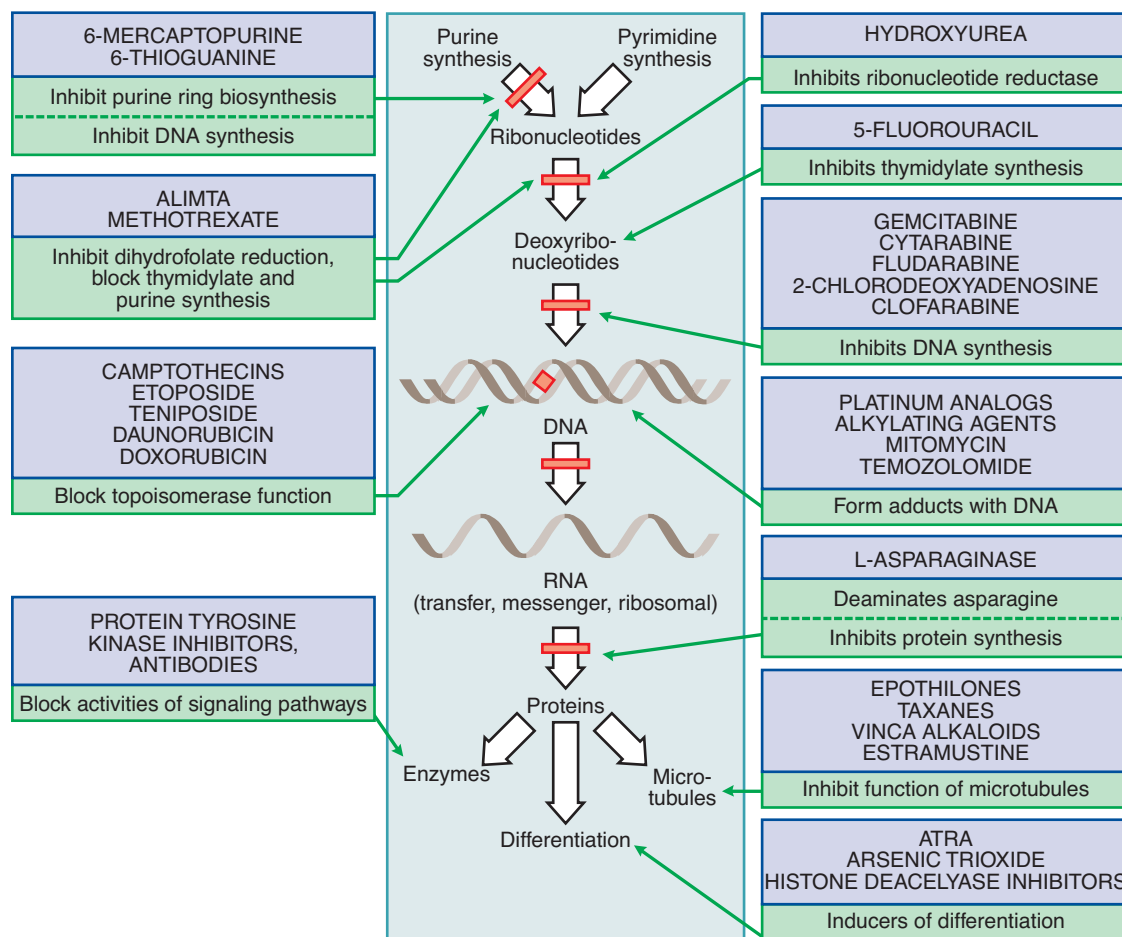 6-MERCAPTOPURINE
6-THIOGUANINE
Inhibit purine ring biosynthesis
Inhibit DNA synthesis
ALIMTA
METHOTREXATE
Inhibit dihydrofolate reduction,
block thymidylate and
purine synthesis
CAMPTOTHECINS
ETOPOSIDE
TENIPOSIDE
DAUNORUBICIN
DOXORUBICIN
Block topoisomerase function
PROTEIN TYROSINE
KINASE INHIBITORS,
ANTIBODIES
Block activities of signaling pathways
Purine
synthesis
Pyrimidine
synthesis
Ribonucleotides
Deoxyribo-
nucleotides
DNA
RNA
(transfer, messenger, ribosomal)
Proteins
Enzymes
Micro-
tubules
Differentiation
HYDROXYUREA
Inhibits ribonucleotide reductase
5-FLUOROURACIL
Inhibits thymidylate synthesis
GEMCITABINE
CYTARABINE
FLUDARABINE
2-CHLORODEOXYADENOSINE
CLOFARABINE
Inhibits DNA synthesis
PLATINUM ANALOGS
ALKYLATING AGENTS
MITOMYCIN
TEMOZOLOMIDE
Form adducts with DNA
L-ASPARAGINASE
Deaminates asparagine
Inhibits protein synthesis
EPOTHILONES
TAXANES
VINCA ALKALOIDS
ESTRAMUSTINE
Inhibit function of microtubules
ATRA
ARSENIC TRIOXIDE
HISTONE DEACELYASE INHIBITORS
Inducers of differentiation